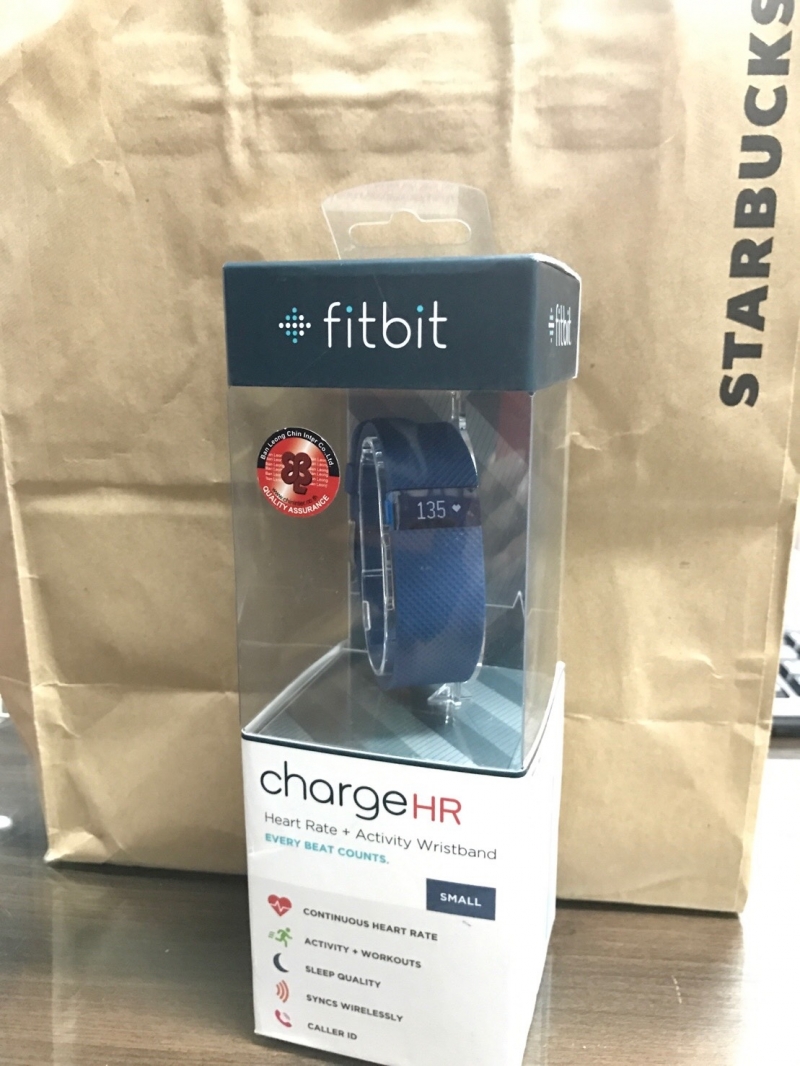 STARBUCKS
fitbit
fitbit
Ban Leong Chin Inter Co.,Ltd
QUALITY ASSURANCE
135
chargeHR
Heart Rate + Activity Wristband
EVERY BEAT COUNTS.
SMALL
CONTINUOUS HEART RATE
ACTIVITY + WORKOUTS
SLEEP QUALITY
SYNCS WIRELESSLY
CALLER ID